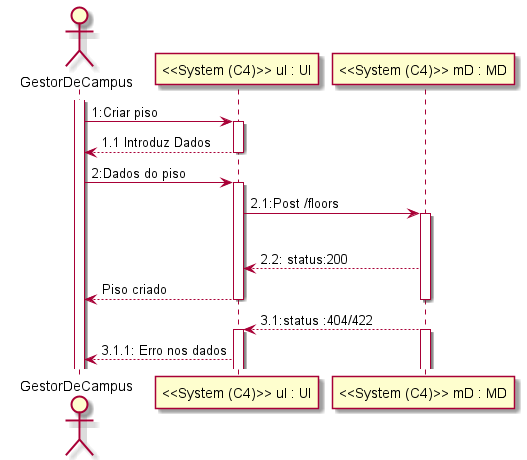 GestorDeCampus
<<System (C4)>> uI : UI
<<System (C4)>> mD : MD
1:Criar piso
1.1 Introduz Dados
2:Dados do piso
2.1:Post /floors
2.2: status:200
Piso criado
3.1:status :404/422
3.1.1: Erro nos dados
GestorDeCampus
<<System (C4)>> uI : UI
<<System (C4)>> mD : MD